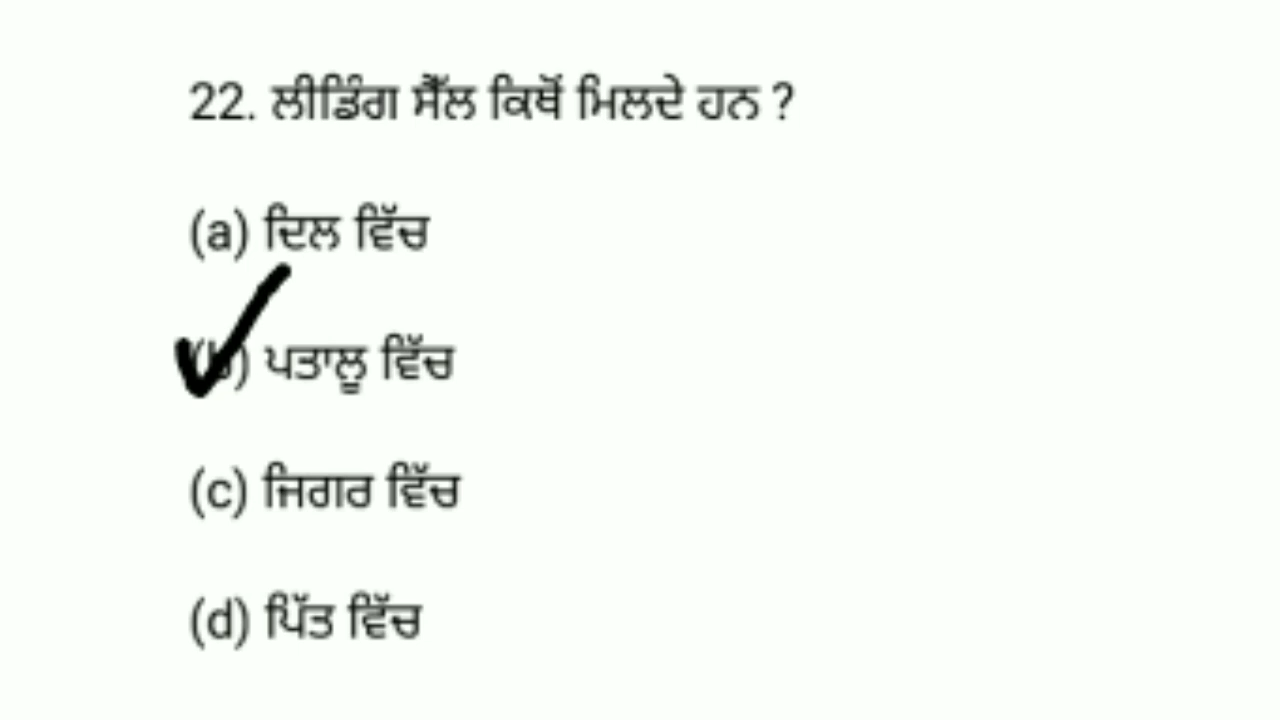 22. ਲੀਡਿੰਗ ਸੈੱਲ ਕਿਥੋਂ ਮਿਲਦੇ ਹਨ ?
(a) ਦਿਲ ਵਿੱਚ
(b) ਪਤਾਲੂ ਵਿੱਚ
(c) ਜਿਗਰ ਵਿੱਚ
(d) ਪਿੱਤ ਵਿੱਚ